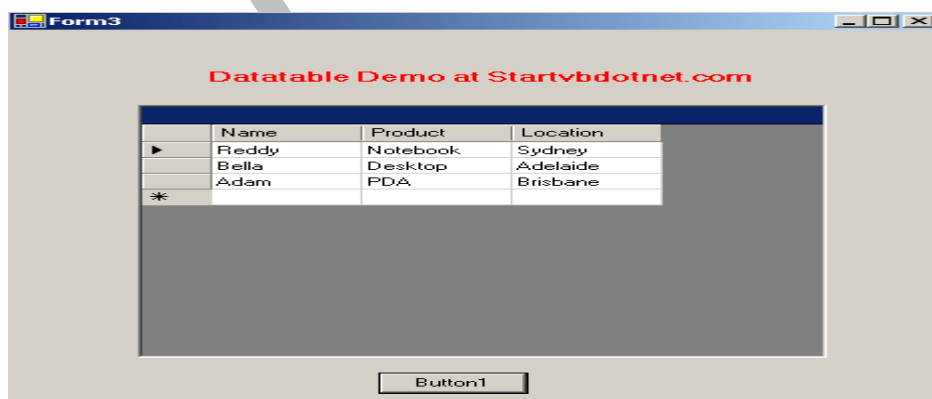 Form3
Datatable Demo at Startvbdotnet.com
Name Product Location
Reddy Notebook Sydney
Bella Desktop Adelaide
Adam PDA Brisbane
Button1